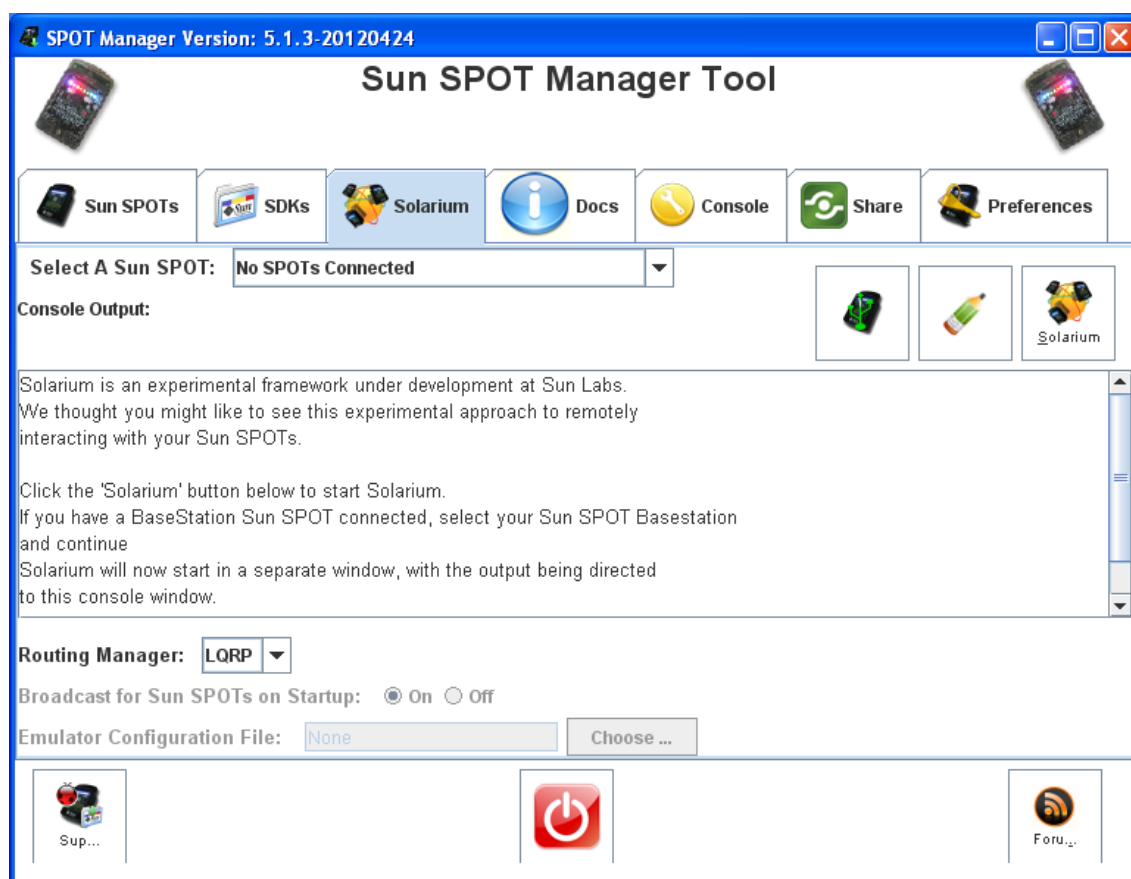 SPOT Manager Version: 5.1.3-20120424
Sun SPOT Manager Tool
Sun SPOTs
SDKs
Solarium
Docs
Console
Share
Preferences
Select A Sun SPOT: No SPOTs Connected
Console Output:
Solarium
Solarium is an experimental framework under development at Sun Labs.
We thought you might like to see this experimental approach to remotely
interacting with your Sun SPOTs.
Click the 'Solarium' button below to start Solarium.
If you have a BaseStation Sun SPOT connected, select your Sun SPOT Basestation
and continue
Solarium will now start in a separate window, with the output being directed
to this console window.
Routing Manager: LQRP
Broadcast for Sun SPOTs on Startup: On Off
Emulator Configuration File: None Choose ...
Sup...
Foru...